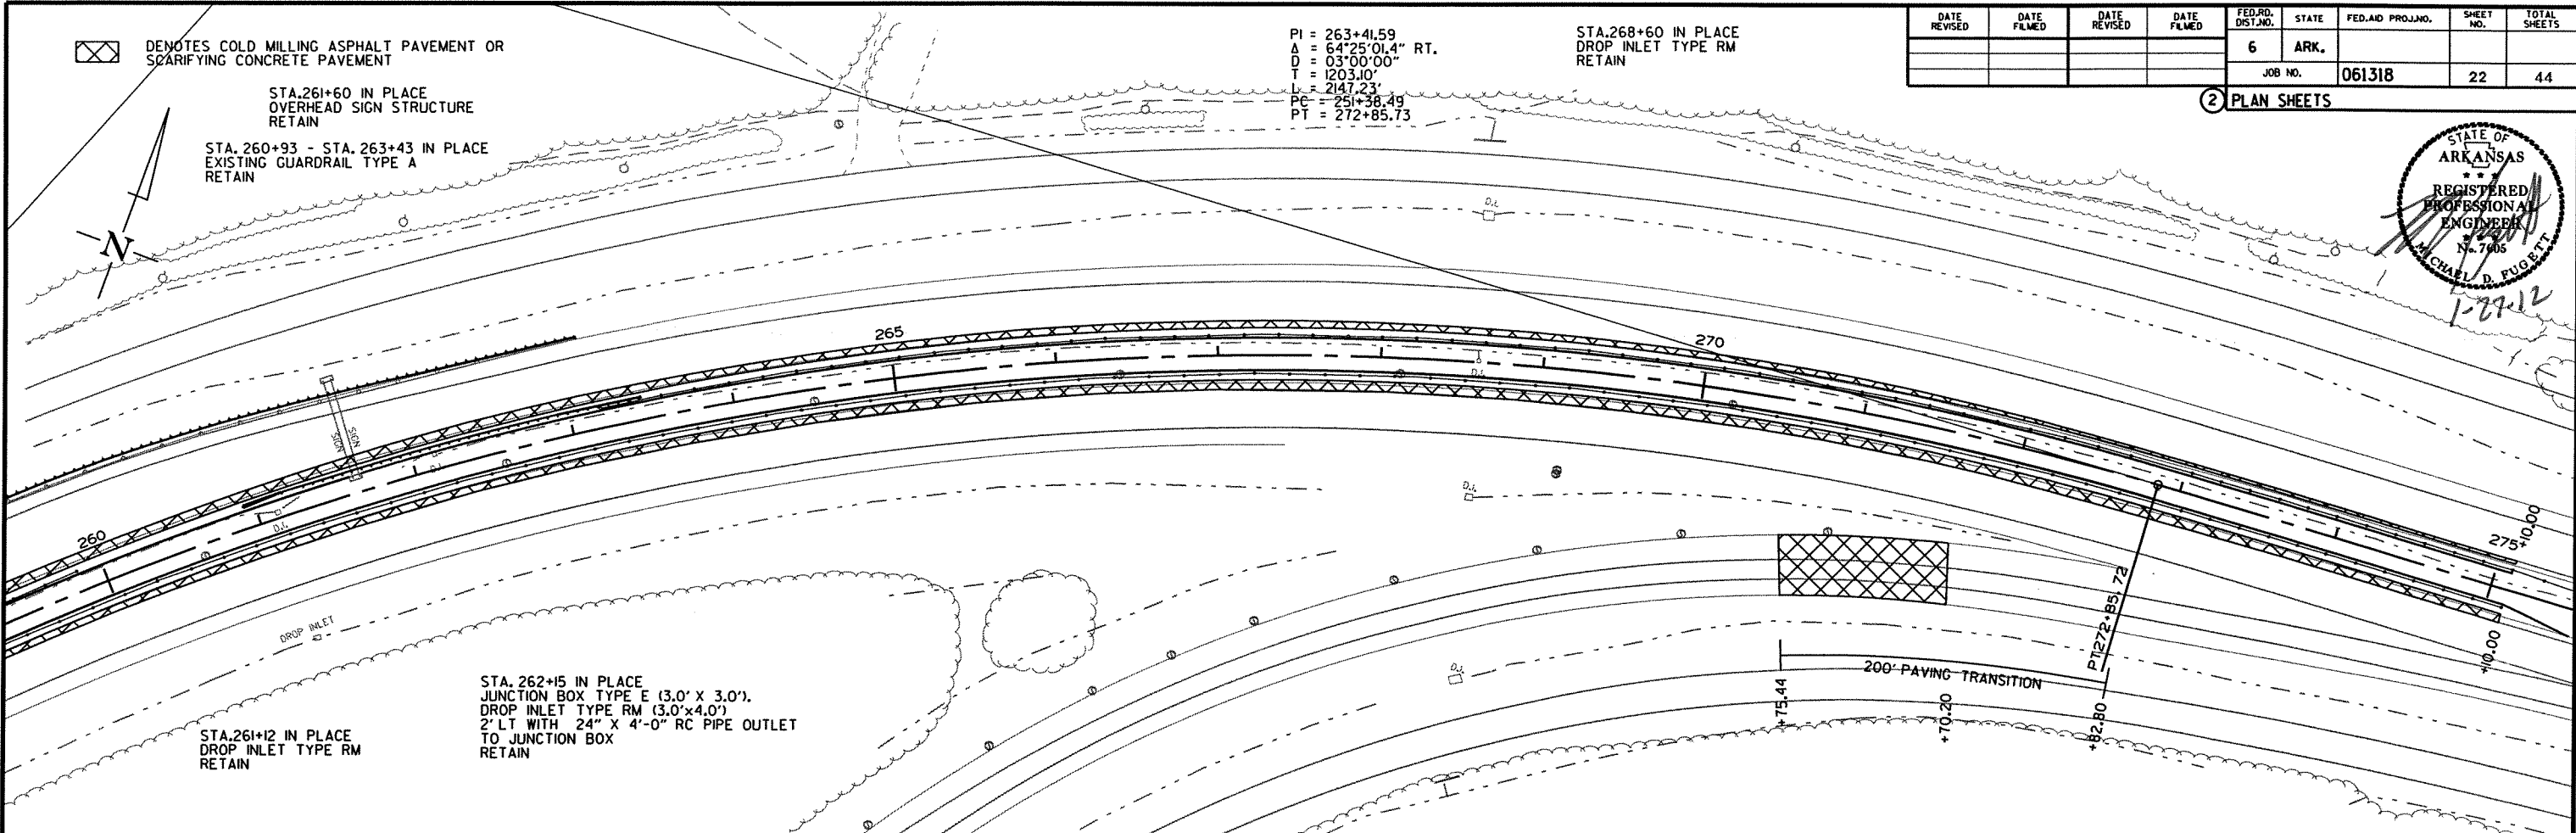 DENOTES COLD MILLING ASPHALT PAVEMENT OR
SCARIFYING CONCRETE PAVEMENT
STA.261+60 IN PLACE
OVERHEAD SIGN STRUCTURE
RETAIN
STA. 260+93 - STA. 263+43 IN PLACE
EXISTING GUARDRAIL TYPE A
RETAIN
N
PI = 263+41.59
Δ = 64°25'01.4" RT.
D = 03°00'00"
T = 1203.10'
L = 2147.23'
PC = 251+38.49
PT = 272+85.73
STA.268+60 IN PLACE
DROP INLET TYPE RM
RETAIN
DATE REVISED
DATE FILMED
DATE REVISED
DATE FILMED
FED.RD. DIST.NO.
STATE
FED.AID PROJ.NO.
SHEET NO.
TOTAL SHEETS
6
ARK.
JOB NO.
061318
22
44
2 PLAN SHEETS
STATE OF
ARKANSAS
REGISTERED
PROFESSIONAL
ENGINEER
No. 7605
MICHAEL D. FUGETT
1-27-12
D.I.
265
270
D.I.
SIGN
SIGN
D.I.
D.I.
260
D.I.
275
+10.00
+10.00
DROP INLET
D.I.
PT 272+85.72
200' PAVING TRANSITION
+75.44
+70.20
+82.80
STA. 262+15 IN PLACE
JUNCTION BOX TYPE E (3.0' X 3.0').
DROP INLET TYPE RM (3.0'x4.0')
2' LT WITH 24" X 4'-0" RC PIPE OUTLET
TO JUNCTION BOX
RETAIN
STA.261+12 IN PLACE
DROP INLET TYPE RM
RETAIN